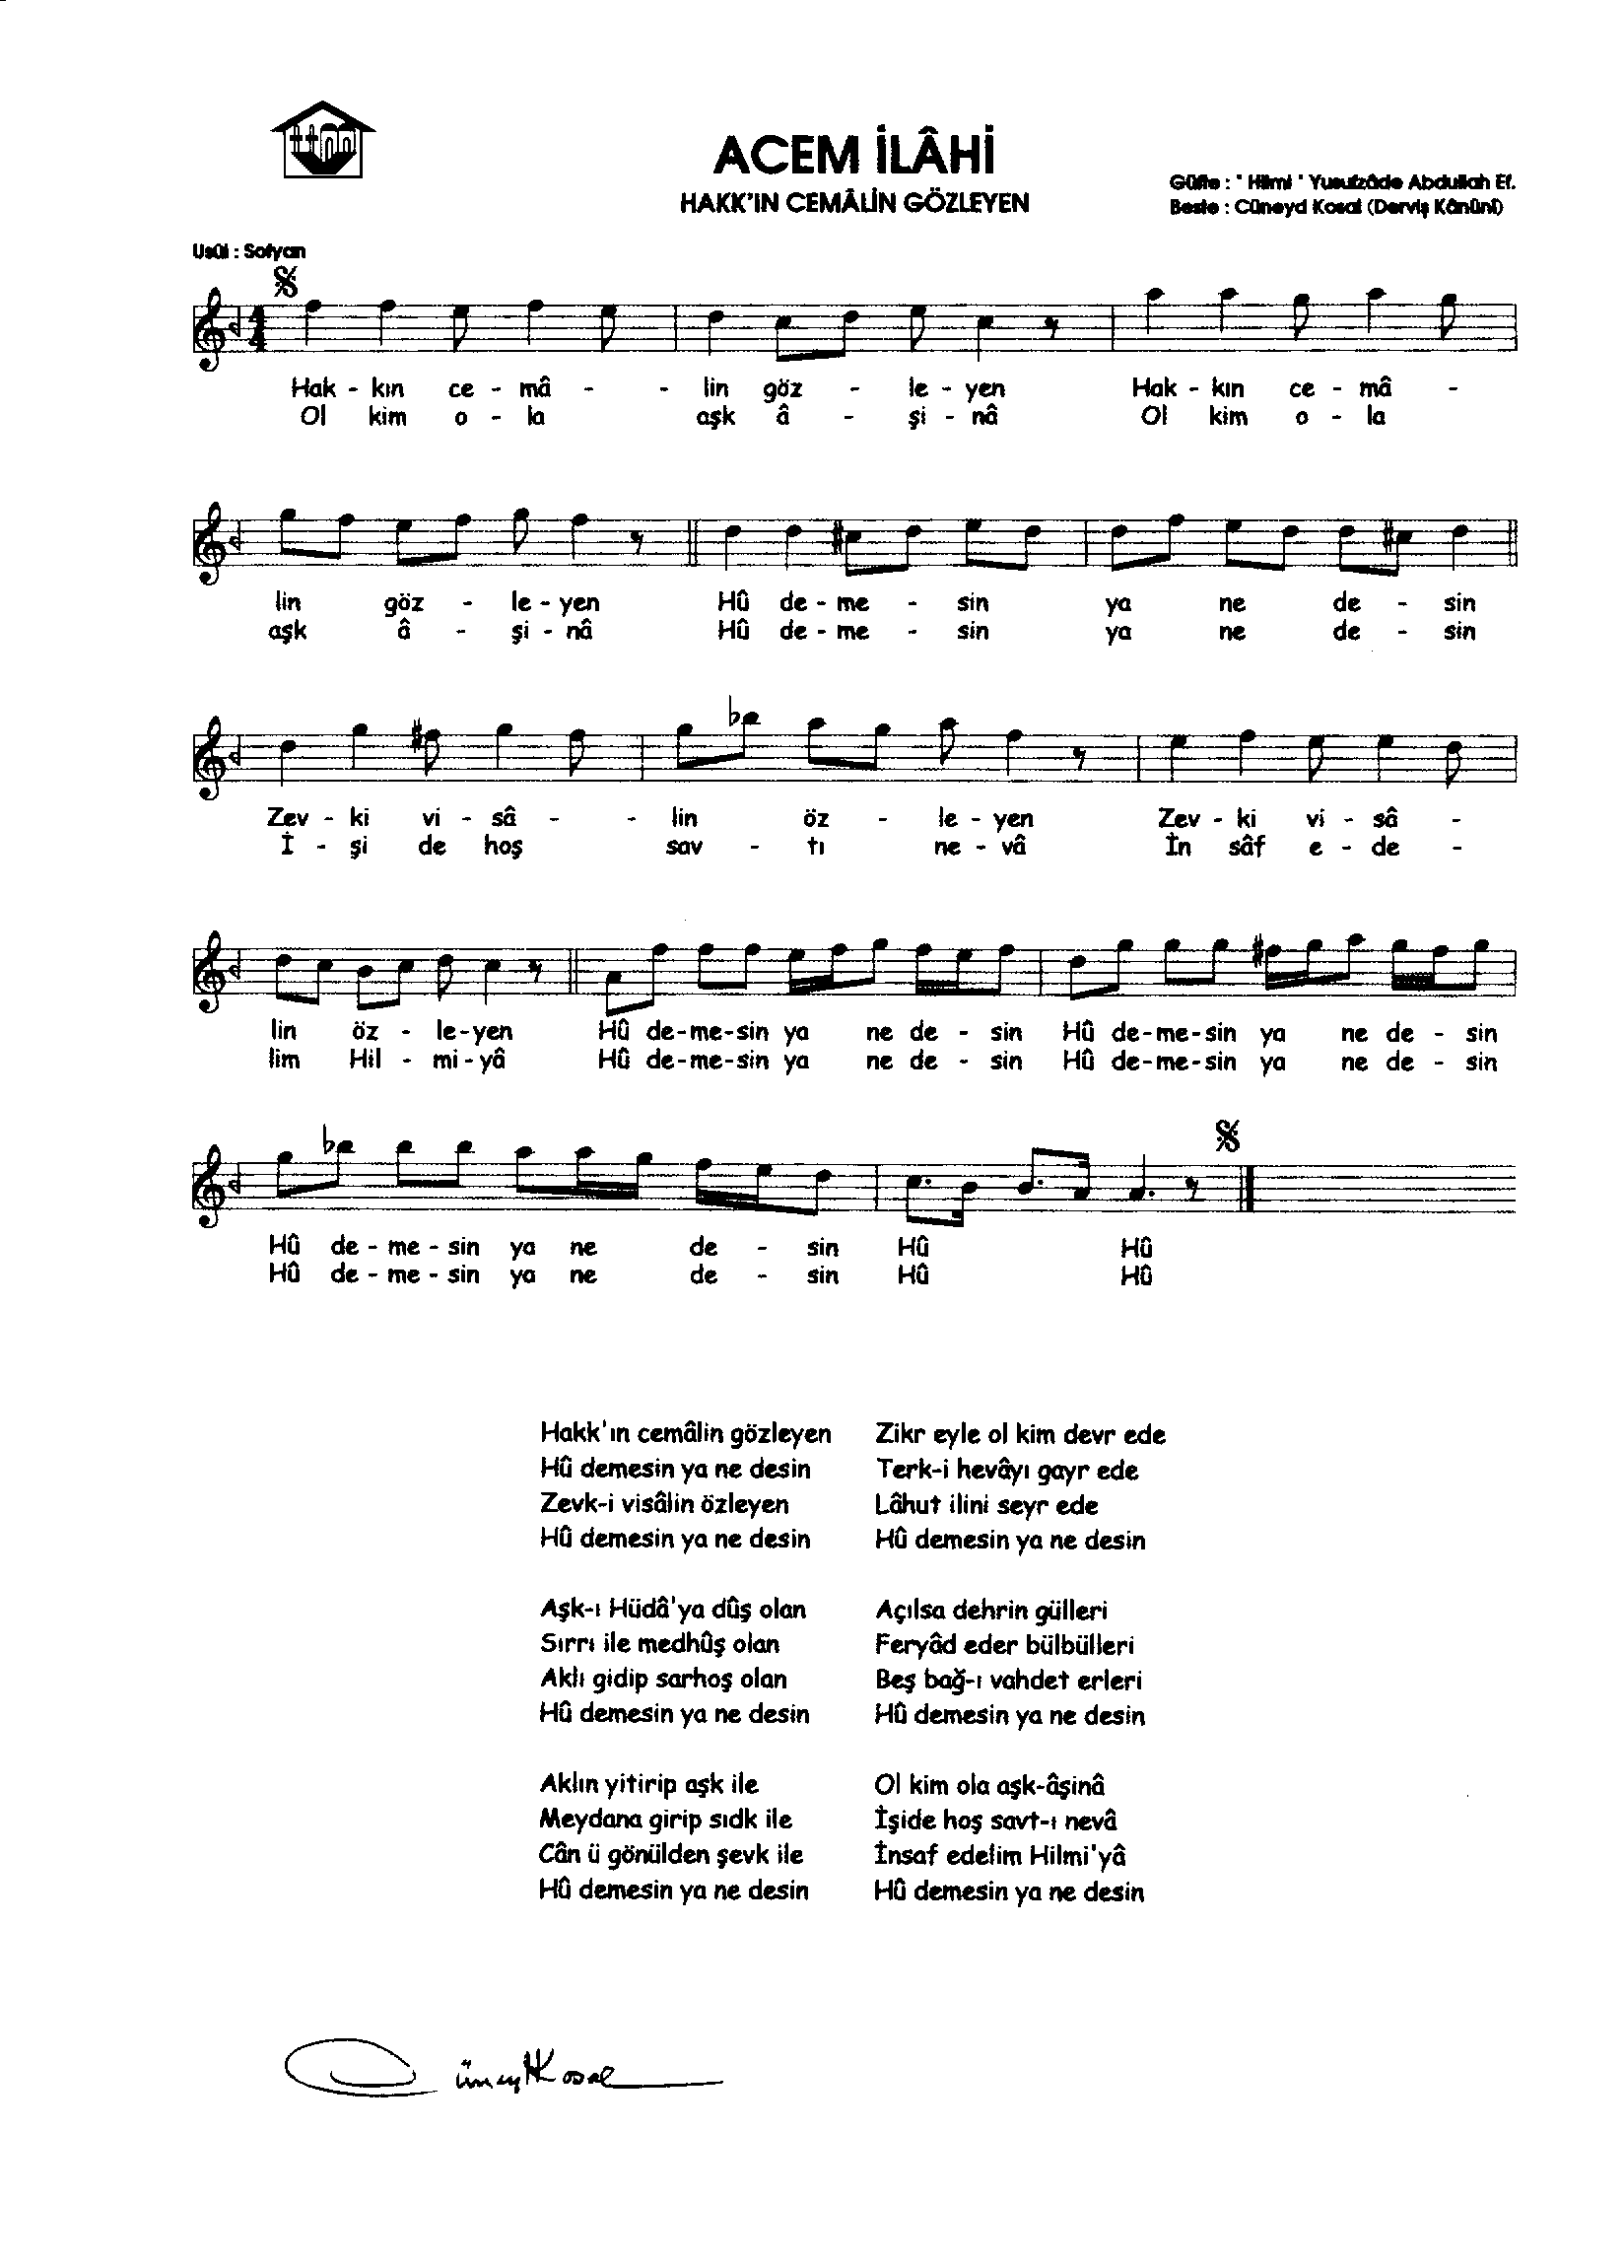 ACEM İLÂHİ
HAKK'IN CEMÂLİN GÖZLEYEN
Güfte : " Hilmi " Yusufzâde Abdullah Ef.
Beste : Cüneyd Kosal (Derviş Kânûnî)
Usûl : Sofyan
4
4
Hak - kın ce - mâ - - lin göz - le - yen Hak - kın ce - mâ -
Ol kim o - la aşk â - şi - nâ Ol kim o - la
lin göz - le - yen Hû de - me - sin ya ne de - sin
aşk â - şi - nâ Hû de - me - sin ya ne de - sin
Zev - ki vi - sâ - - lin öz - le - yen Zev - ki vi - sâ -
İ - şi de hoş sav - tı ne - vâ İn sâf e - de -
lin öz - le - yen Hû de - me - sin ya ne de - sin Hû de - me - sin ya ne de - sin
lim Hil - mi - yâ Hû de - me - sin ya ne de - sin Hû de - me - sin ya ne de - sin
Hû de - me - sin ya ne de - sin Hû Hû
Hû de - me - sin ya ne de - sin Hû Hû
Hakk'ın cemâlin gözleyen
Hû demesin ya ne desin
Zevk-i visâlin özleyen
Hû demesin ya ne desin
Aşk-ı Hüdâ'ya dûş olan
Sırrı ile medhûş olan
Aklı gidip sarhoş olan
Hû demesin ya ne desin
Aklın yitirip aşk ile
Meydana girip sıdk ile
Cân ü gönülden şevk ile
Hû demesin ya ne desin
Zikr eyle ol kim devr ede
Terk-i hevâyı gayr ede
Lâhut ilini seyr ede
Hû demesin ya ne desin
Açılsa dehrin gülleri
Feryâd eder bülbülleri
Beş bağ-ı vahdet erleri
Hû demesin ya ne desin
Ol kim ola aşk-âşinâ
İşide hoş savt-ı nevâ
İnsaf edelim Hilmi'yâ
Hû demesin ya ne desin
Cüneyt Kosal